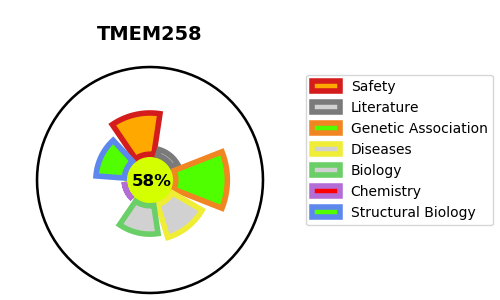 TMEM258
58%
Safety
Literature
Genetic Association
Diseases
Biology
Chemistry
Structural Biology